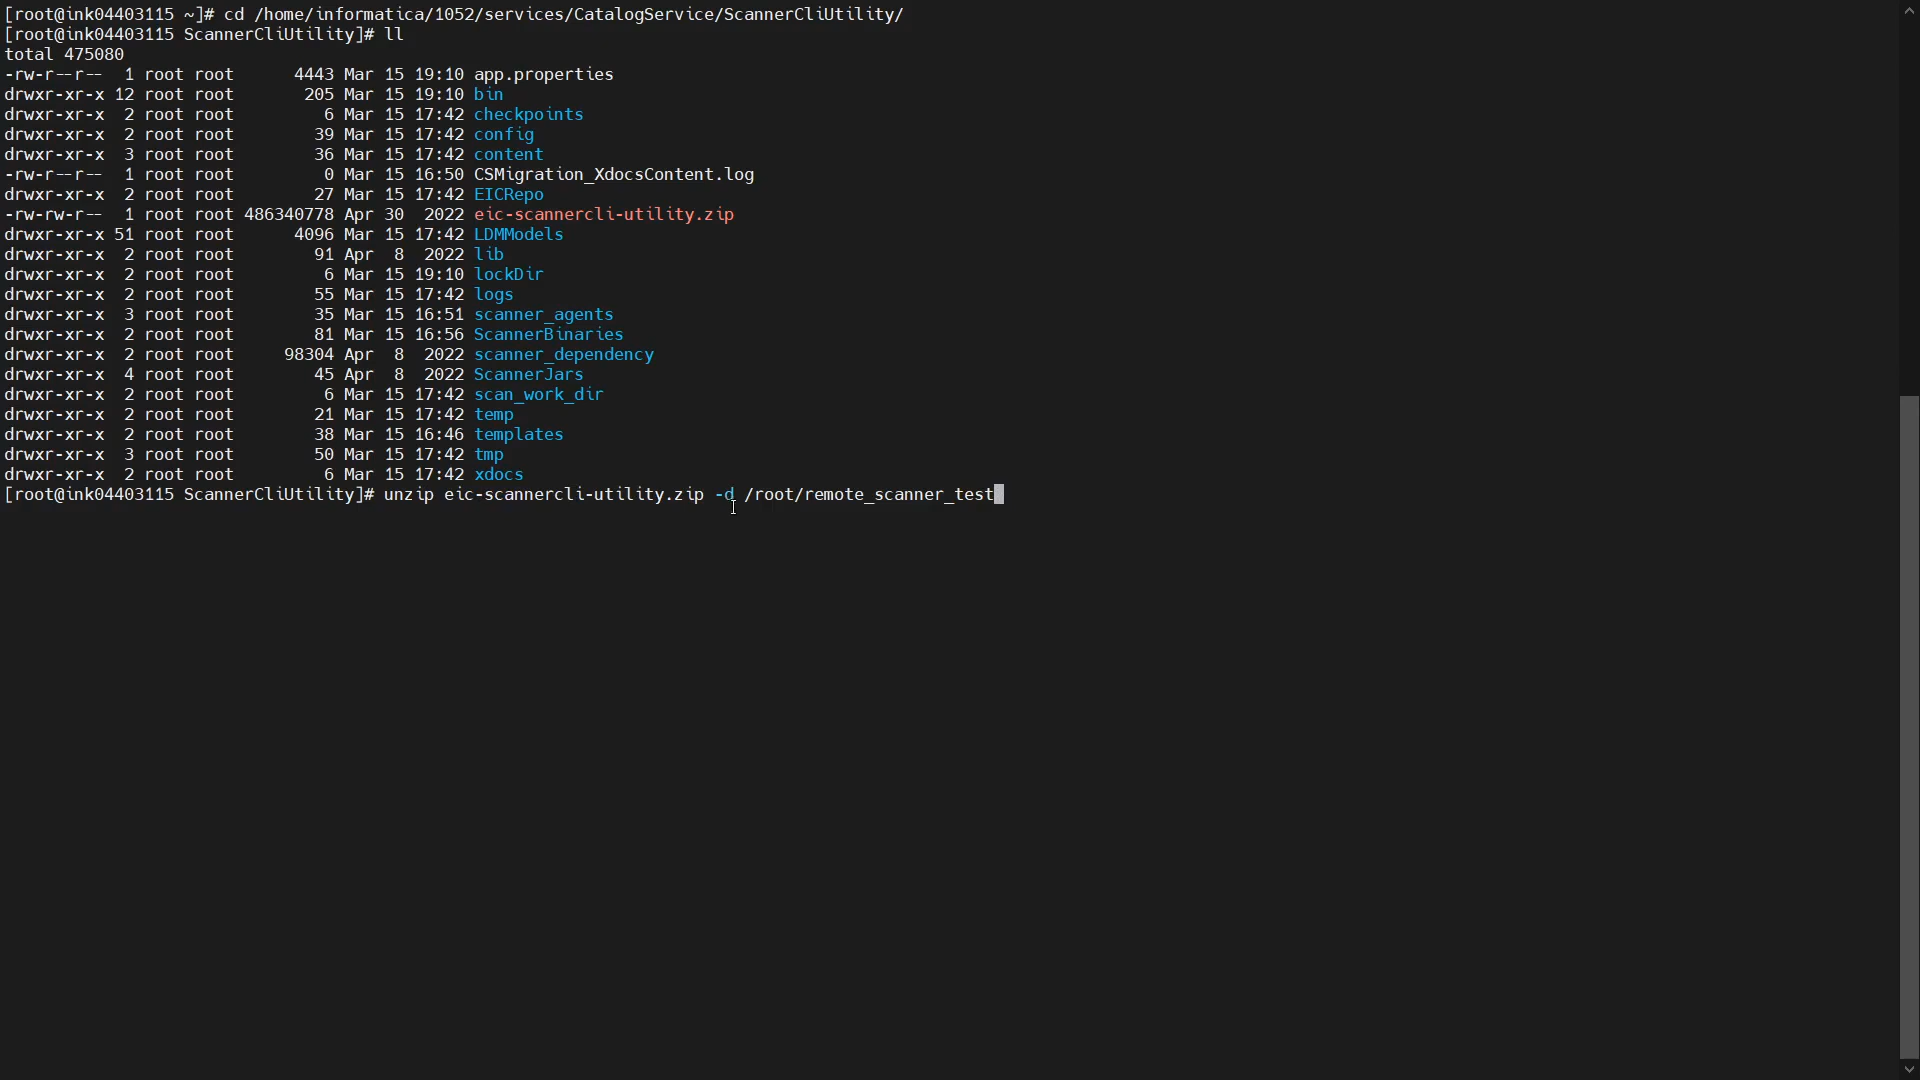 [root@ink04403115 ~]# cd /home/informatica/1052/services/CatalogService/ScannerCliUtility/
[root@ink04403115 ScannerCliUtility]# ll
total 475080
-rw-r--r--  1 root root      4443 Mar 15 19:10 app.properties
drwxr-xr-x 12 root root       205 Mar 15 19:10 bin
drwxr-xr-x  2 root root         6 Mar 15 17:42 checkpoints
drwxr-xr-x  2 root root        39 Mar 15 17:42 config
drwxr-xr-x  3 root root        36 Mar 15 17:42 content
-rw-r--r--  1 root root         0 Mar 15 16:50 CSMigration_XdocsContent.log
drwxr-xr-x  2 root root        27 Mar 15 17:42 EICRepo
-rw-rw-r--  1 root root 486340778 Apr 30  2022 eic-scannercli-utility.zip
drwxr-xr-x 51 root root      4096 Mar 15 17:42 LDMModels
drwxr-xr-x  2 root root        91 Apr  8  2022 lib
drwxr-xr-x  2 root root         6 Mar 15 19:10 lockDir
drwxr-xr-x  2 root root        55 Mar 15 17:42 logs
drwxr-xr-x  3 root root        35 Mar 15 16:51 scanner_agents
drwxr-xr-x  2 root root        81 Mar 15 16:56 ScannerBinaries
drwxr-xr-x  2 root root     98304 Apr  8  2022 scanner_dependency
drwxr-xr-x  4 root root        45 Apr  8  2022 ScannerJars
drwxr-xr-x  2 root root         6 Mar 15 17:42 scan_work_dir
drwxr-xr-x  2 root root        21 Mar 15 17:42 temp
drwxr-xr-x  2 root root        38 Mar 15 16:46 templates
drwxr-xr-x  3 root root        50 Mar 15 17:42 tmp
drwxr-xr-x  2 root root         6 Mar 15 17:42 xdocs
[root@ink04403115 ScannerCliUtility]# unzip eic-scannercli-utility.zip -d /root/remote_scanner_test